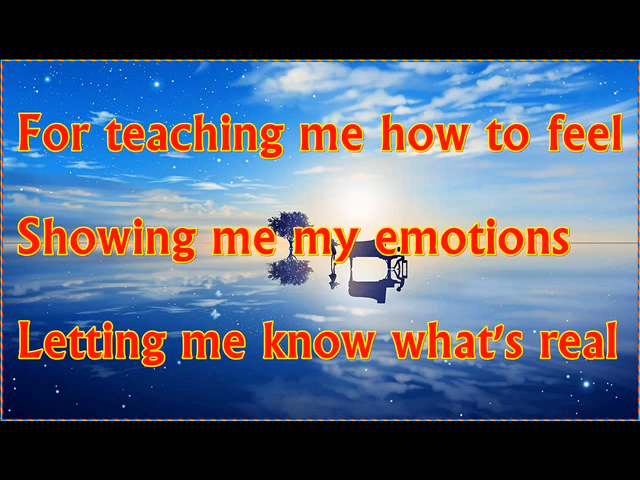 For teaching me how to feel
Showing me my emotions
Letting me know what's real